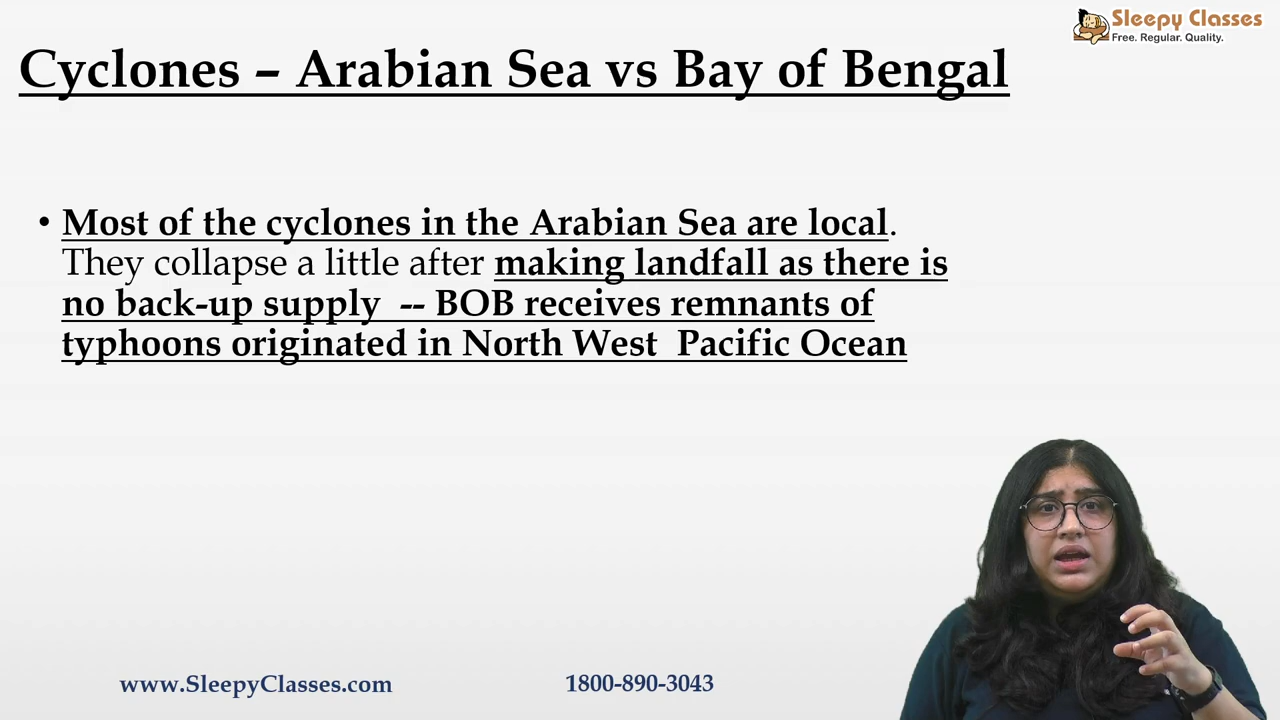 Sleepy Classes
Free. Regular. Quality.
Cyclones – Arabian Sea vs Bay of Bengal
• Most of the cyclones in the Arabian Sea are local.
They collapse a little after making landfall as there is
no back-up supply -- BOB receives remnants of
typhoons originated in North West Pacific Ocean
www.SleepyClasses.com
1800-890-3043